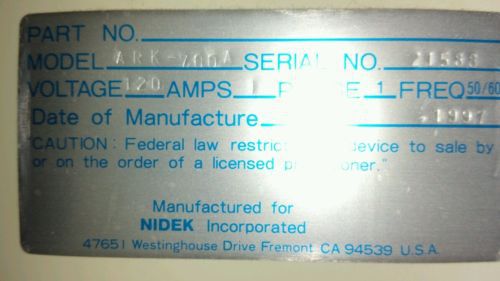 PART NO.
MODEL ARK-700A SERIAL NO. 21588
VOLTAGE 120 AMPS 1 1 FREQ 50/60
Date of Manufacture 1997
"CAUTION: Federal law device to sale by
or on the order of a licensed
Manufactured for
NIDEK Incorporated
47651 Westinghouse Drive Fremont CA 94539 U.S.A.